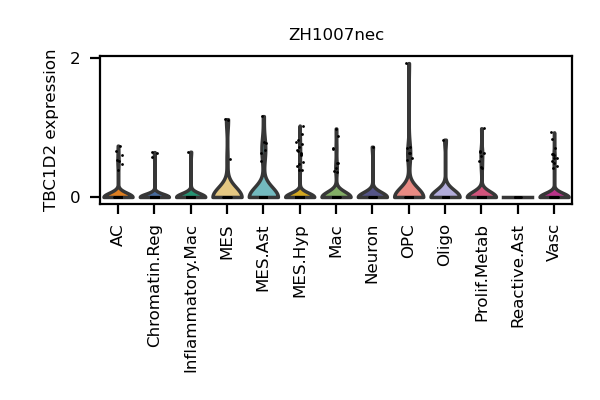 ZH1007nec
TBC1D2 expression
2
0
AC
Chromatin.Reg
Inflammatory.Mac
MES
MES.Ast
MES.Hyp
Mac
Neuron
OPC
Oligo
Prolif.Metab
Reactive.Ast
Vasc